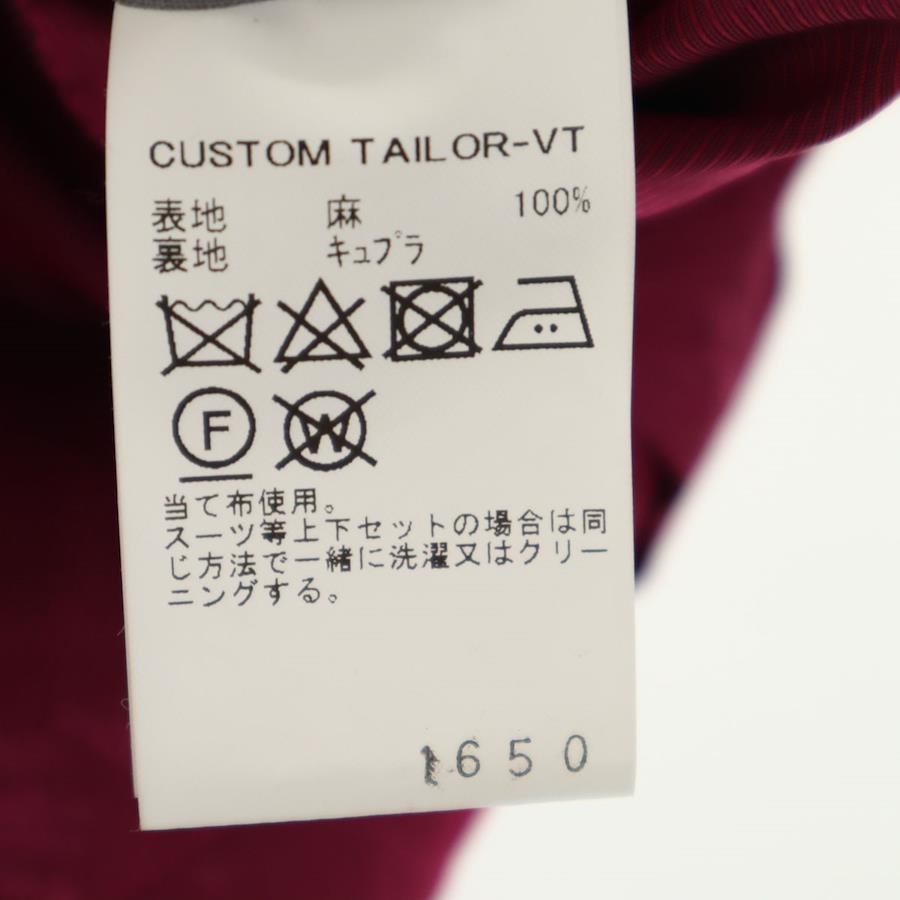 CUSTOM TAILOR-VT
表地 麻 100%
裏地 キュプラ
F W
当て布使用。
スーツ等上下セットの場合は同
じ方法で一緒に洗濯又はクリー
ニングする。
1650